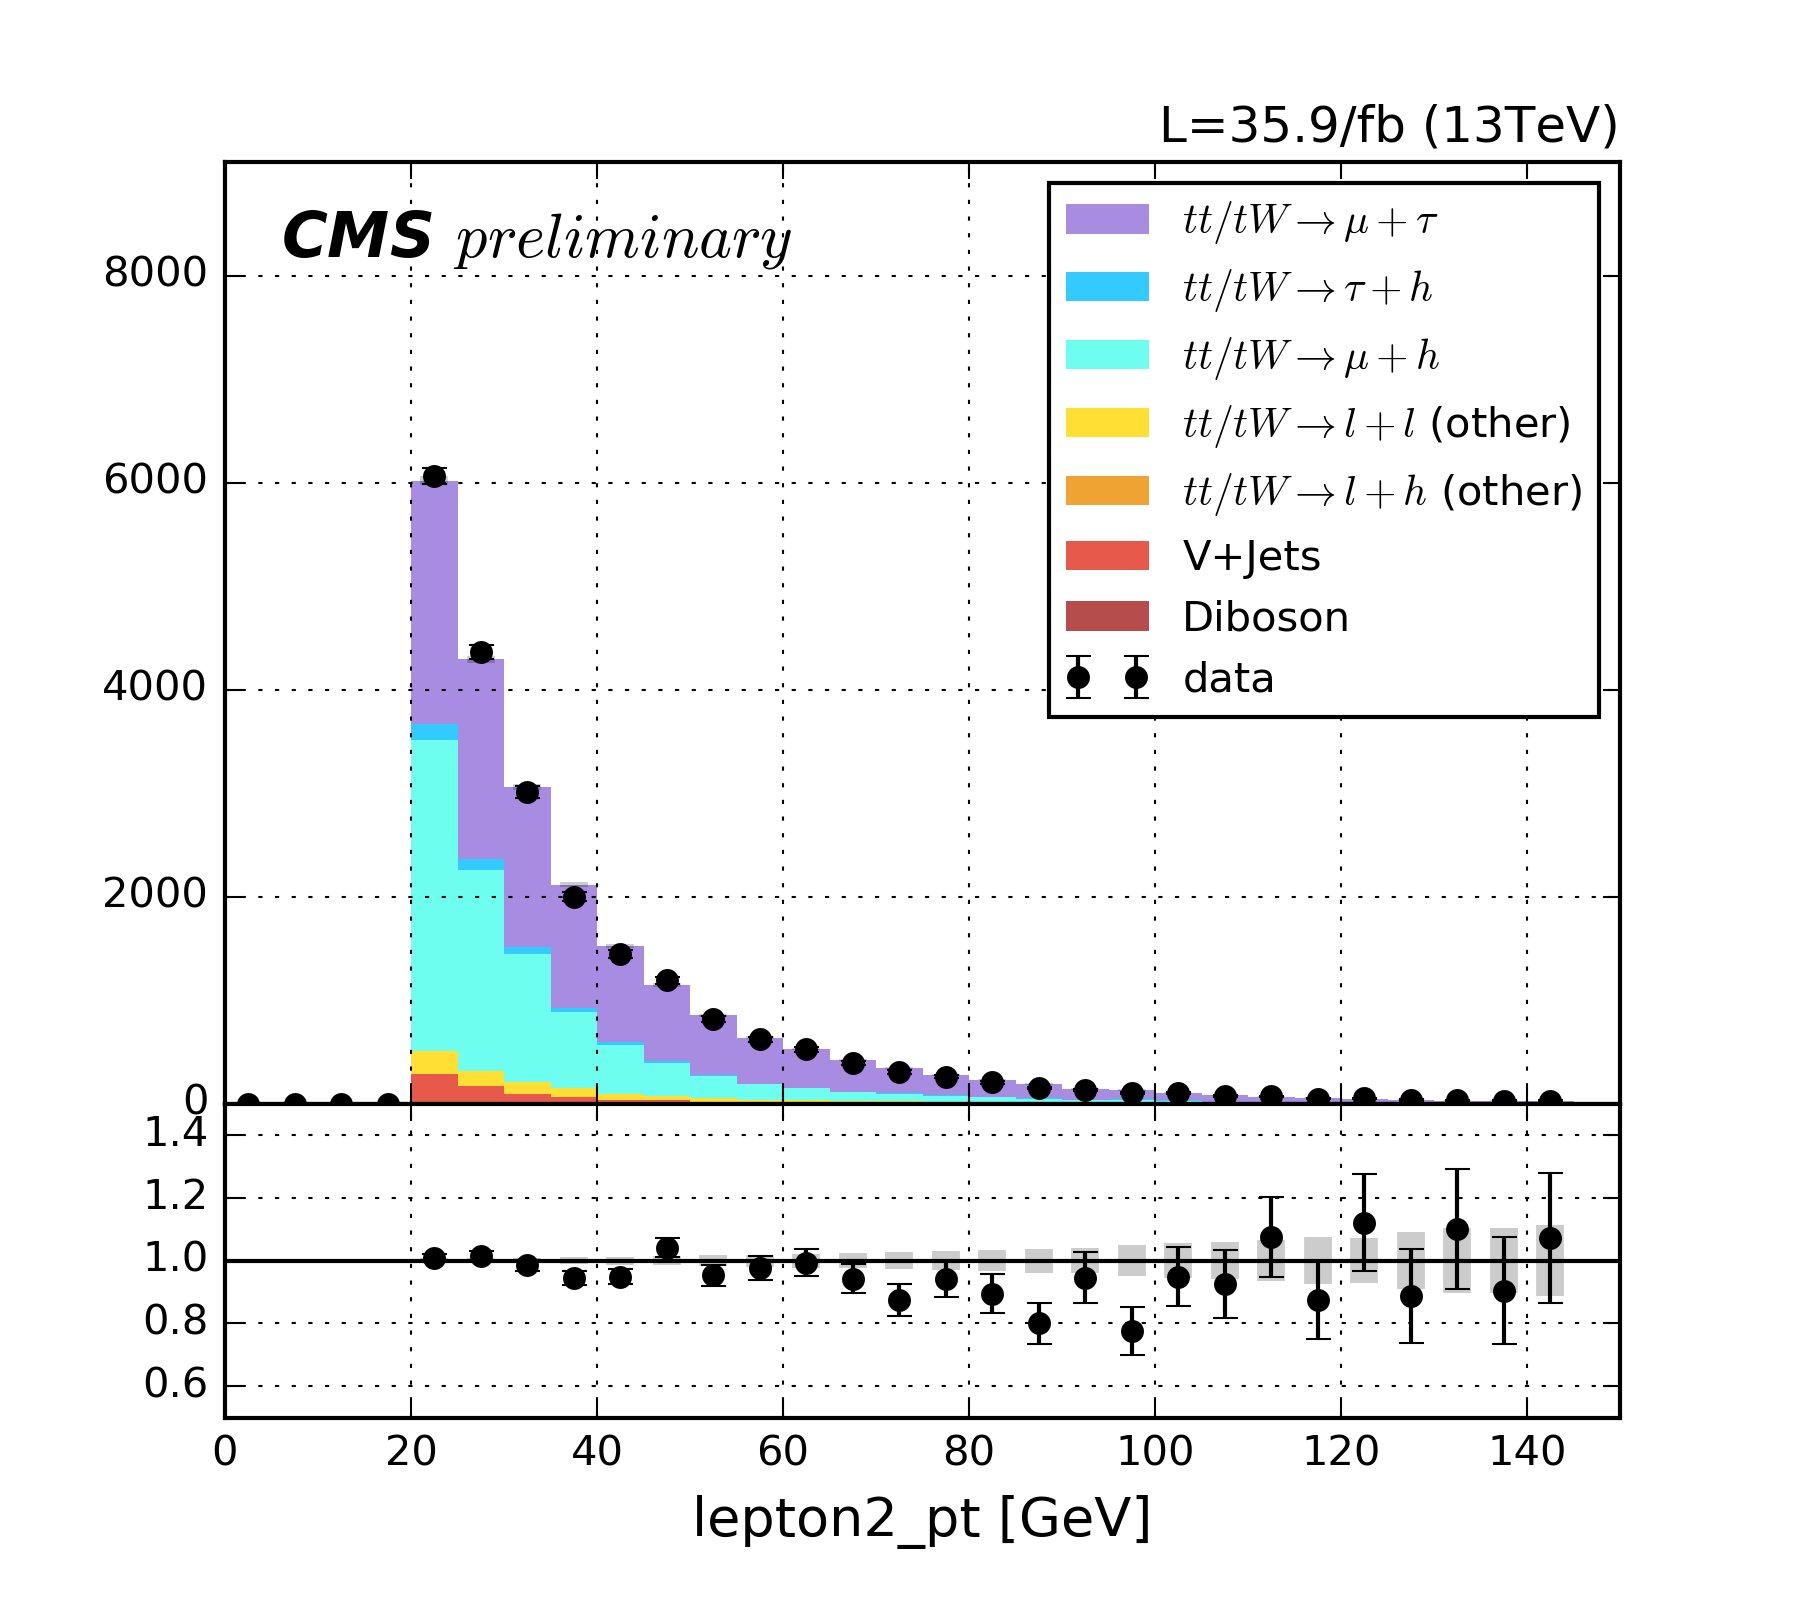 L=35.9/fb (13TeV)
CMS preliminary
tt/tW→μ+τ
tt/tW→τ+h
tt/tW→μ+h
tt/tW→l+l (other)
tt/tW→l+h (other)
V+Jets
Diboson
data
8000
6000
4000
2000
0
1.4
1.2
1.0
0.8
0.6
0 20 40 60 80 100 120 140
lepton2_pt [GeV]